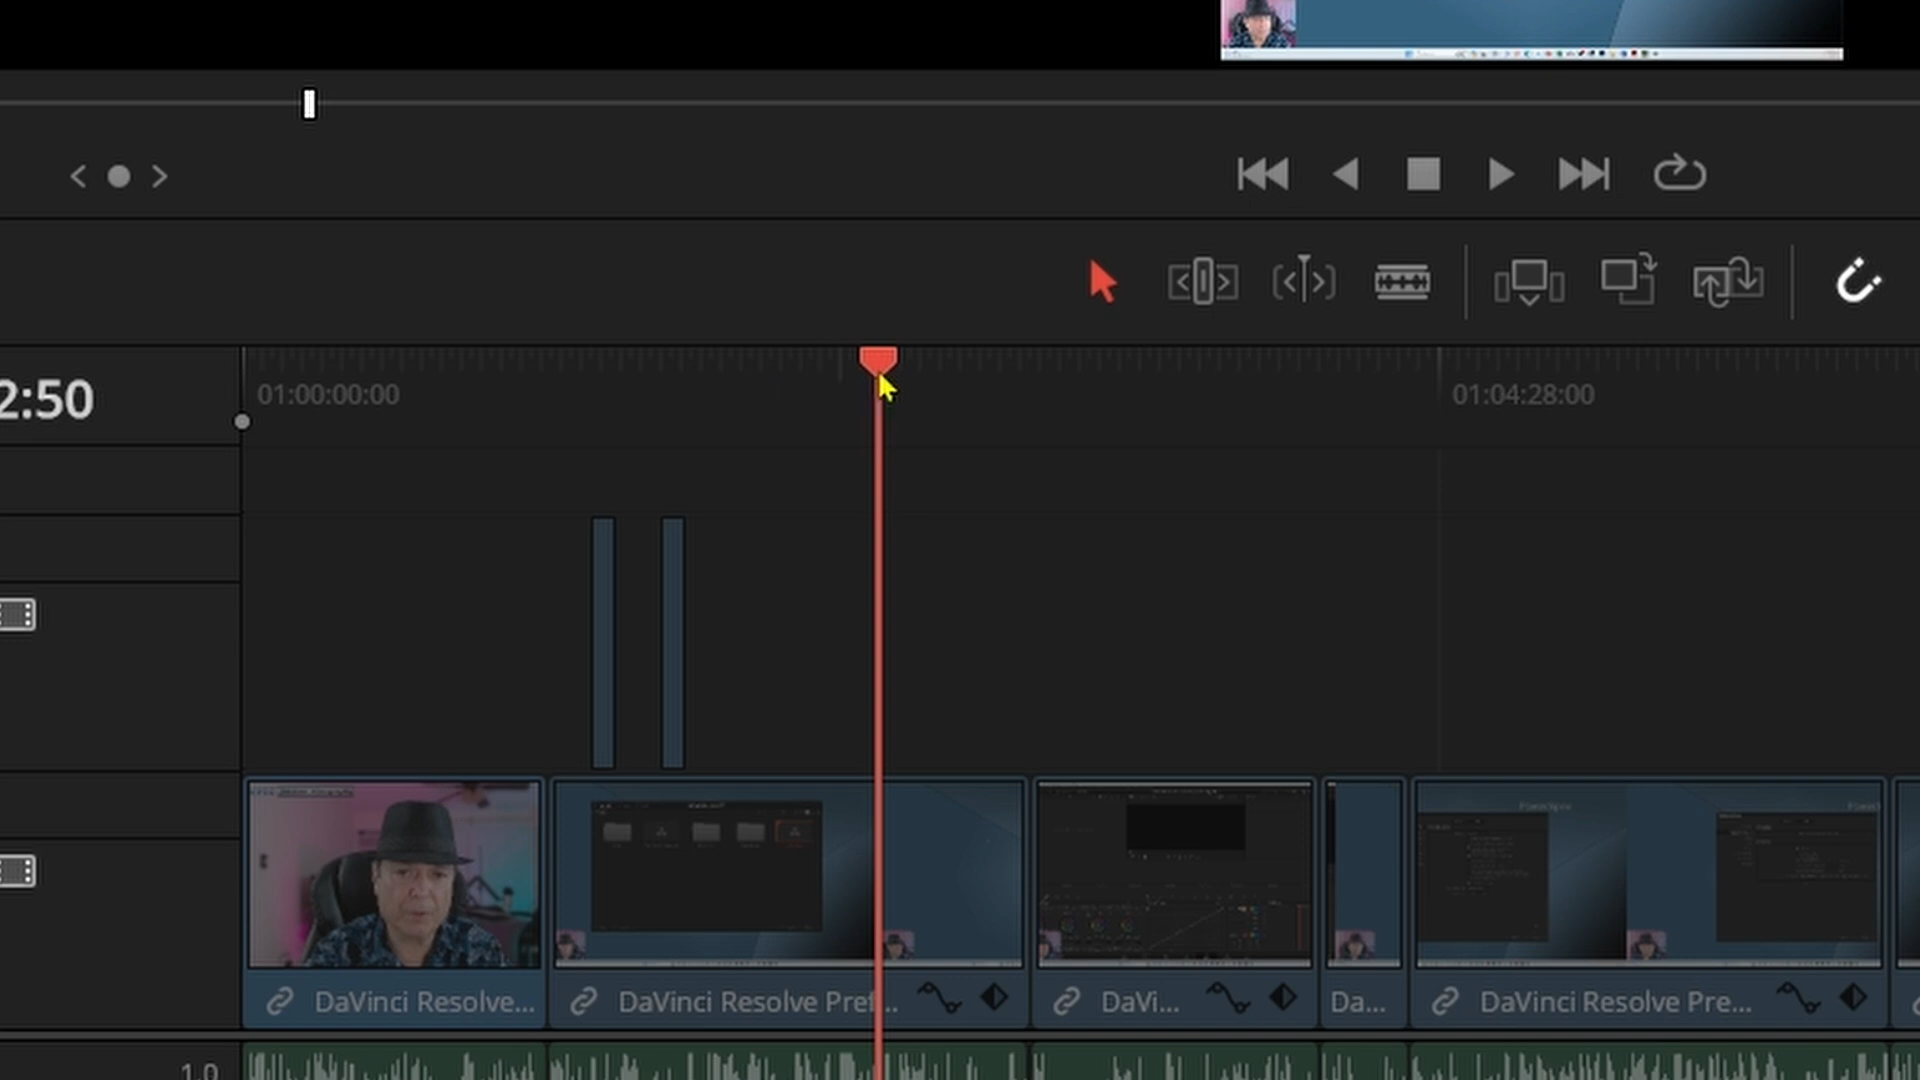 2:50
01:00:00:00
01:04:28:00
DaVinci Resolve...
DaVinci Resolve Pref...
DaVi...
Da...
DaVinci Resolve Pre...
1.0